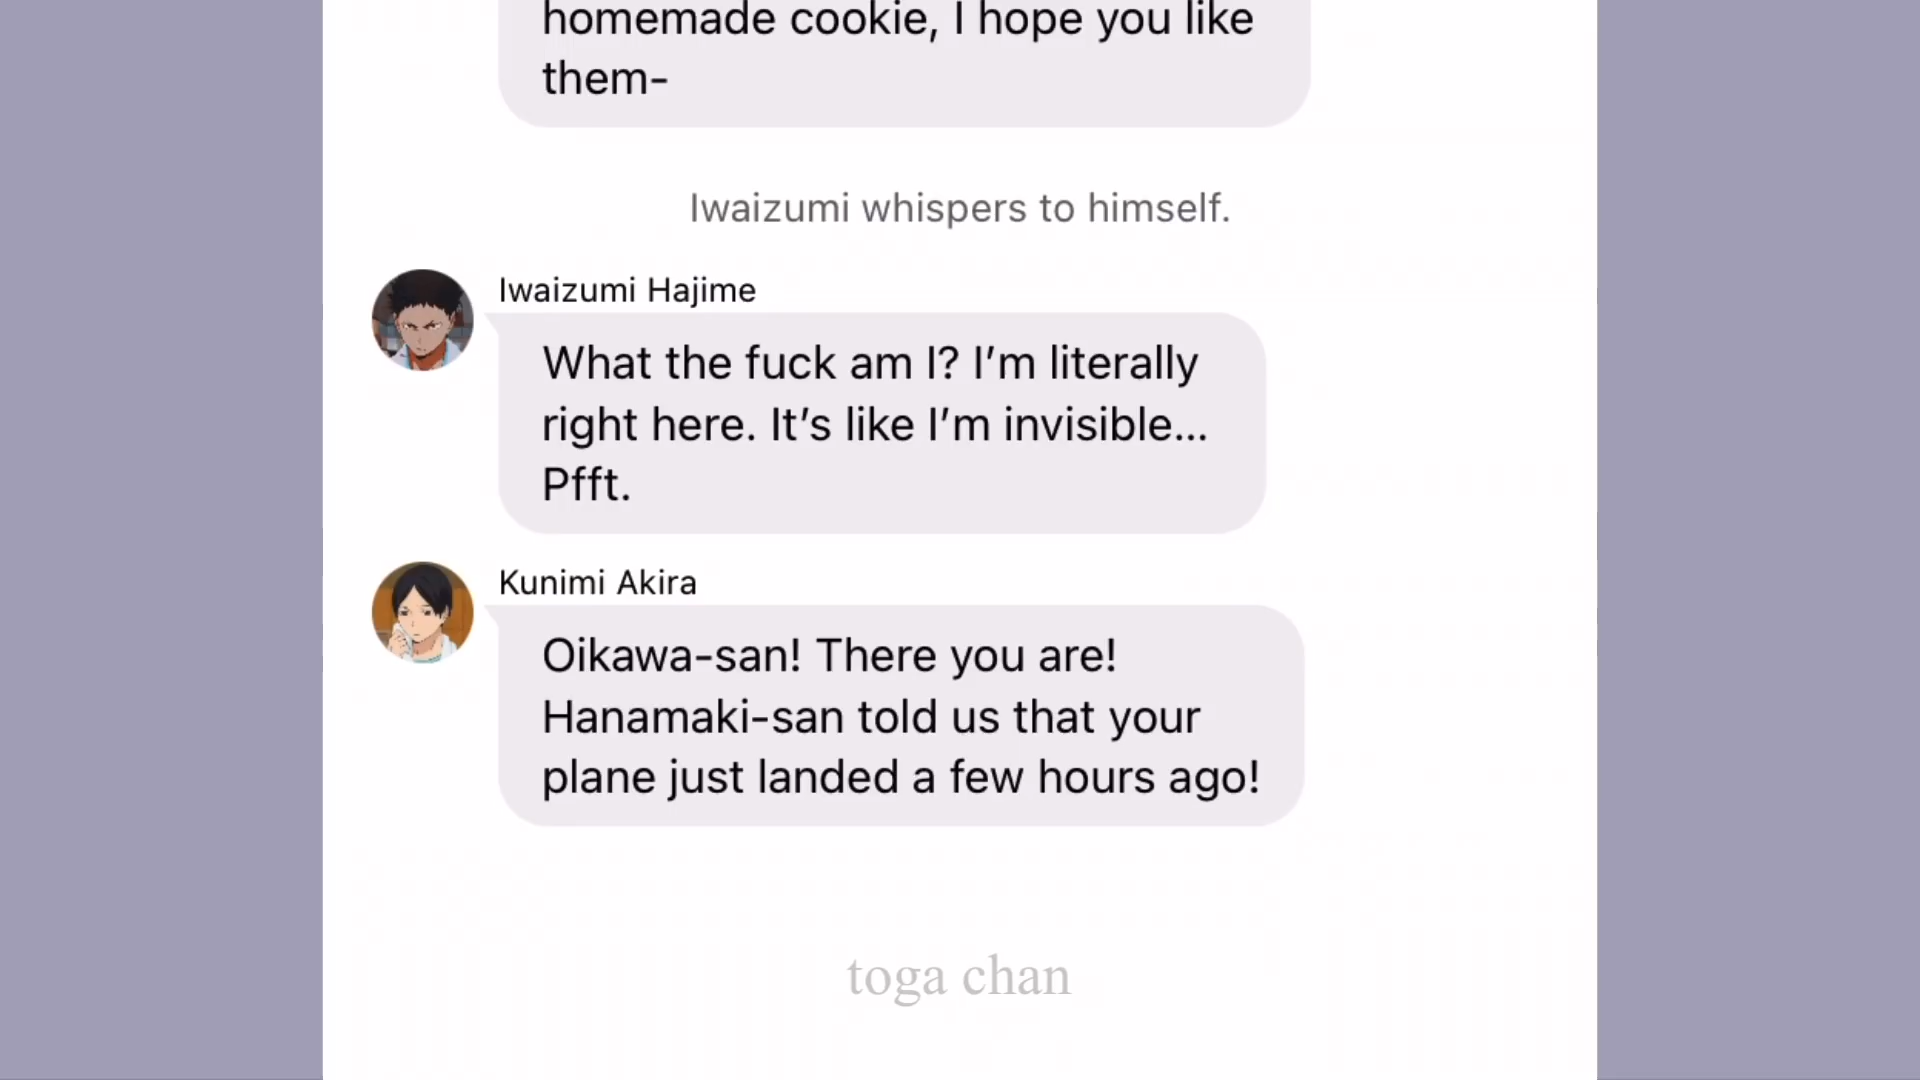 homemade cookie, I hope you like
them-
Iwaizumi whispers to himself.
Iwaizumi Hajime
What the fuck am I? I’m literally
right here. It’s like I’m invisible...
Pfft.
Kunimi Akira
Oikawa-san! There you are!
Hanamaki-san told us that your
plane just landed a few hours ago!
toga chan